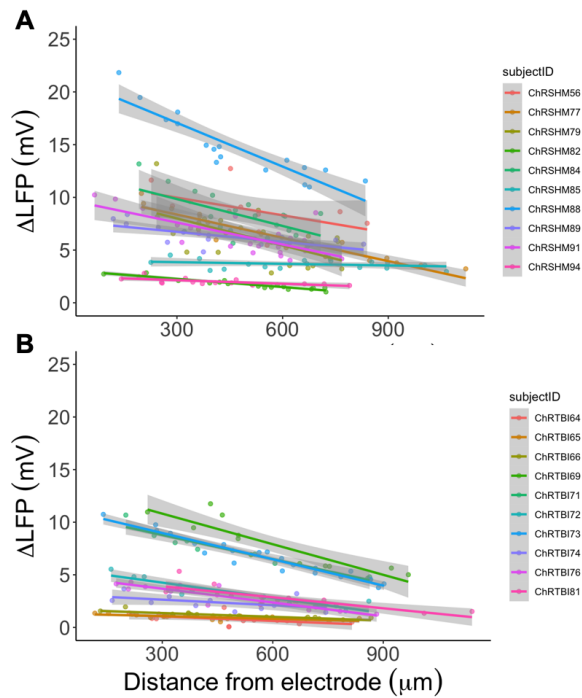 A
25
20
15
10
5
0
ΔLFP (mV)
300
600
900
subjectID
ChRSHM56
ChRSHM77
ChRSHM79
ChRSHM82
ChRSHM84
ChRSHM85
ChRSHM88
ChRSHM89
ChRSHM91
ChRSHM94
B
25
20
15
10
5
0
ΔLFP (mV)
300
600
900
Distance from electrode (μm)
subjectID
ChRTBI64
ChRTBI65
ChRTBI66
ChRTBI69
ChRTBI71
ChRTBI72
ChRTBI73
ChRTBI74
ChRTBI76
ChRTBI81